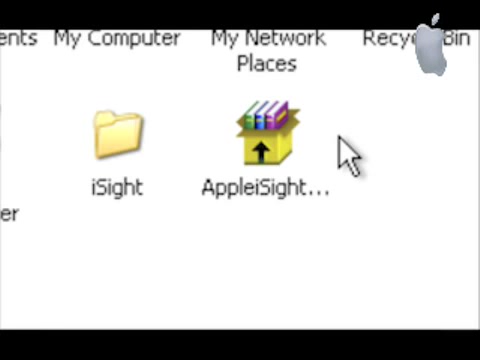 ents My Computer My Network Places Recyc Bin
iSight AppleiSight...
er